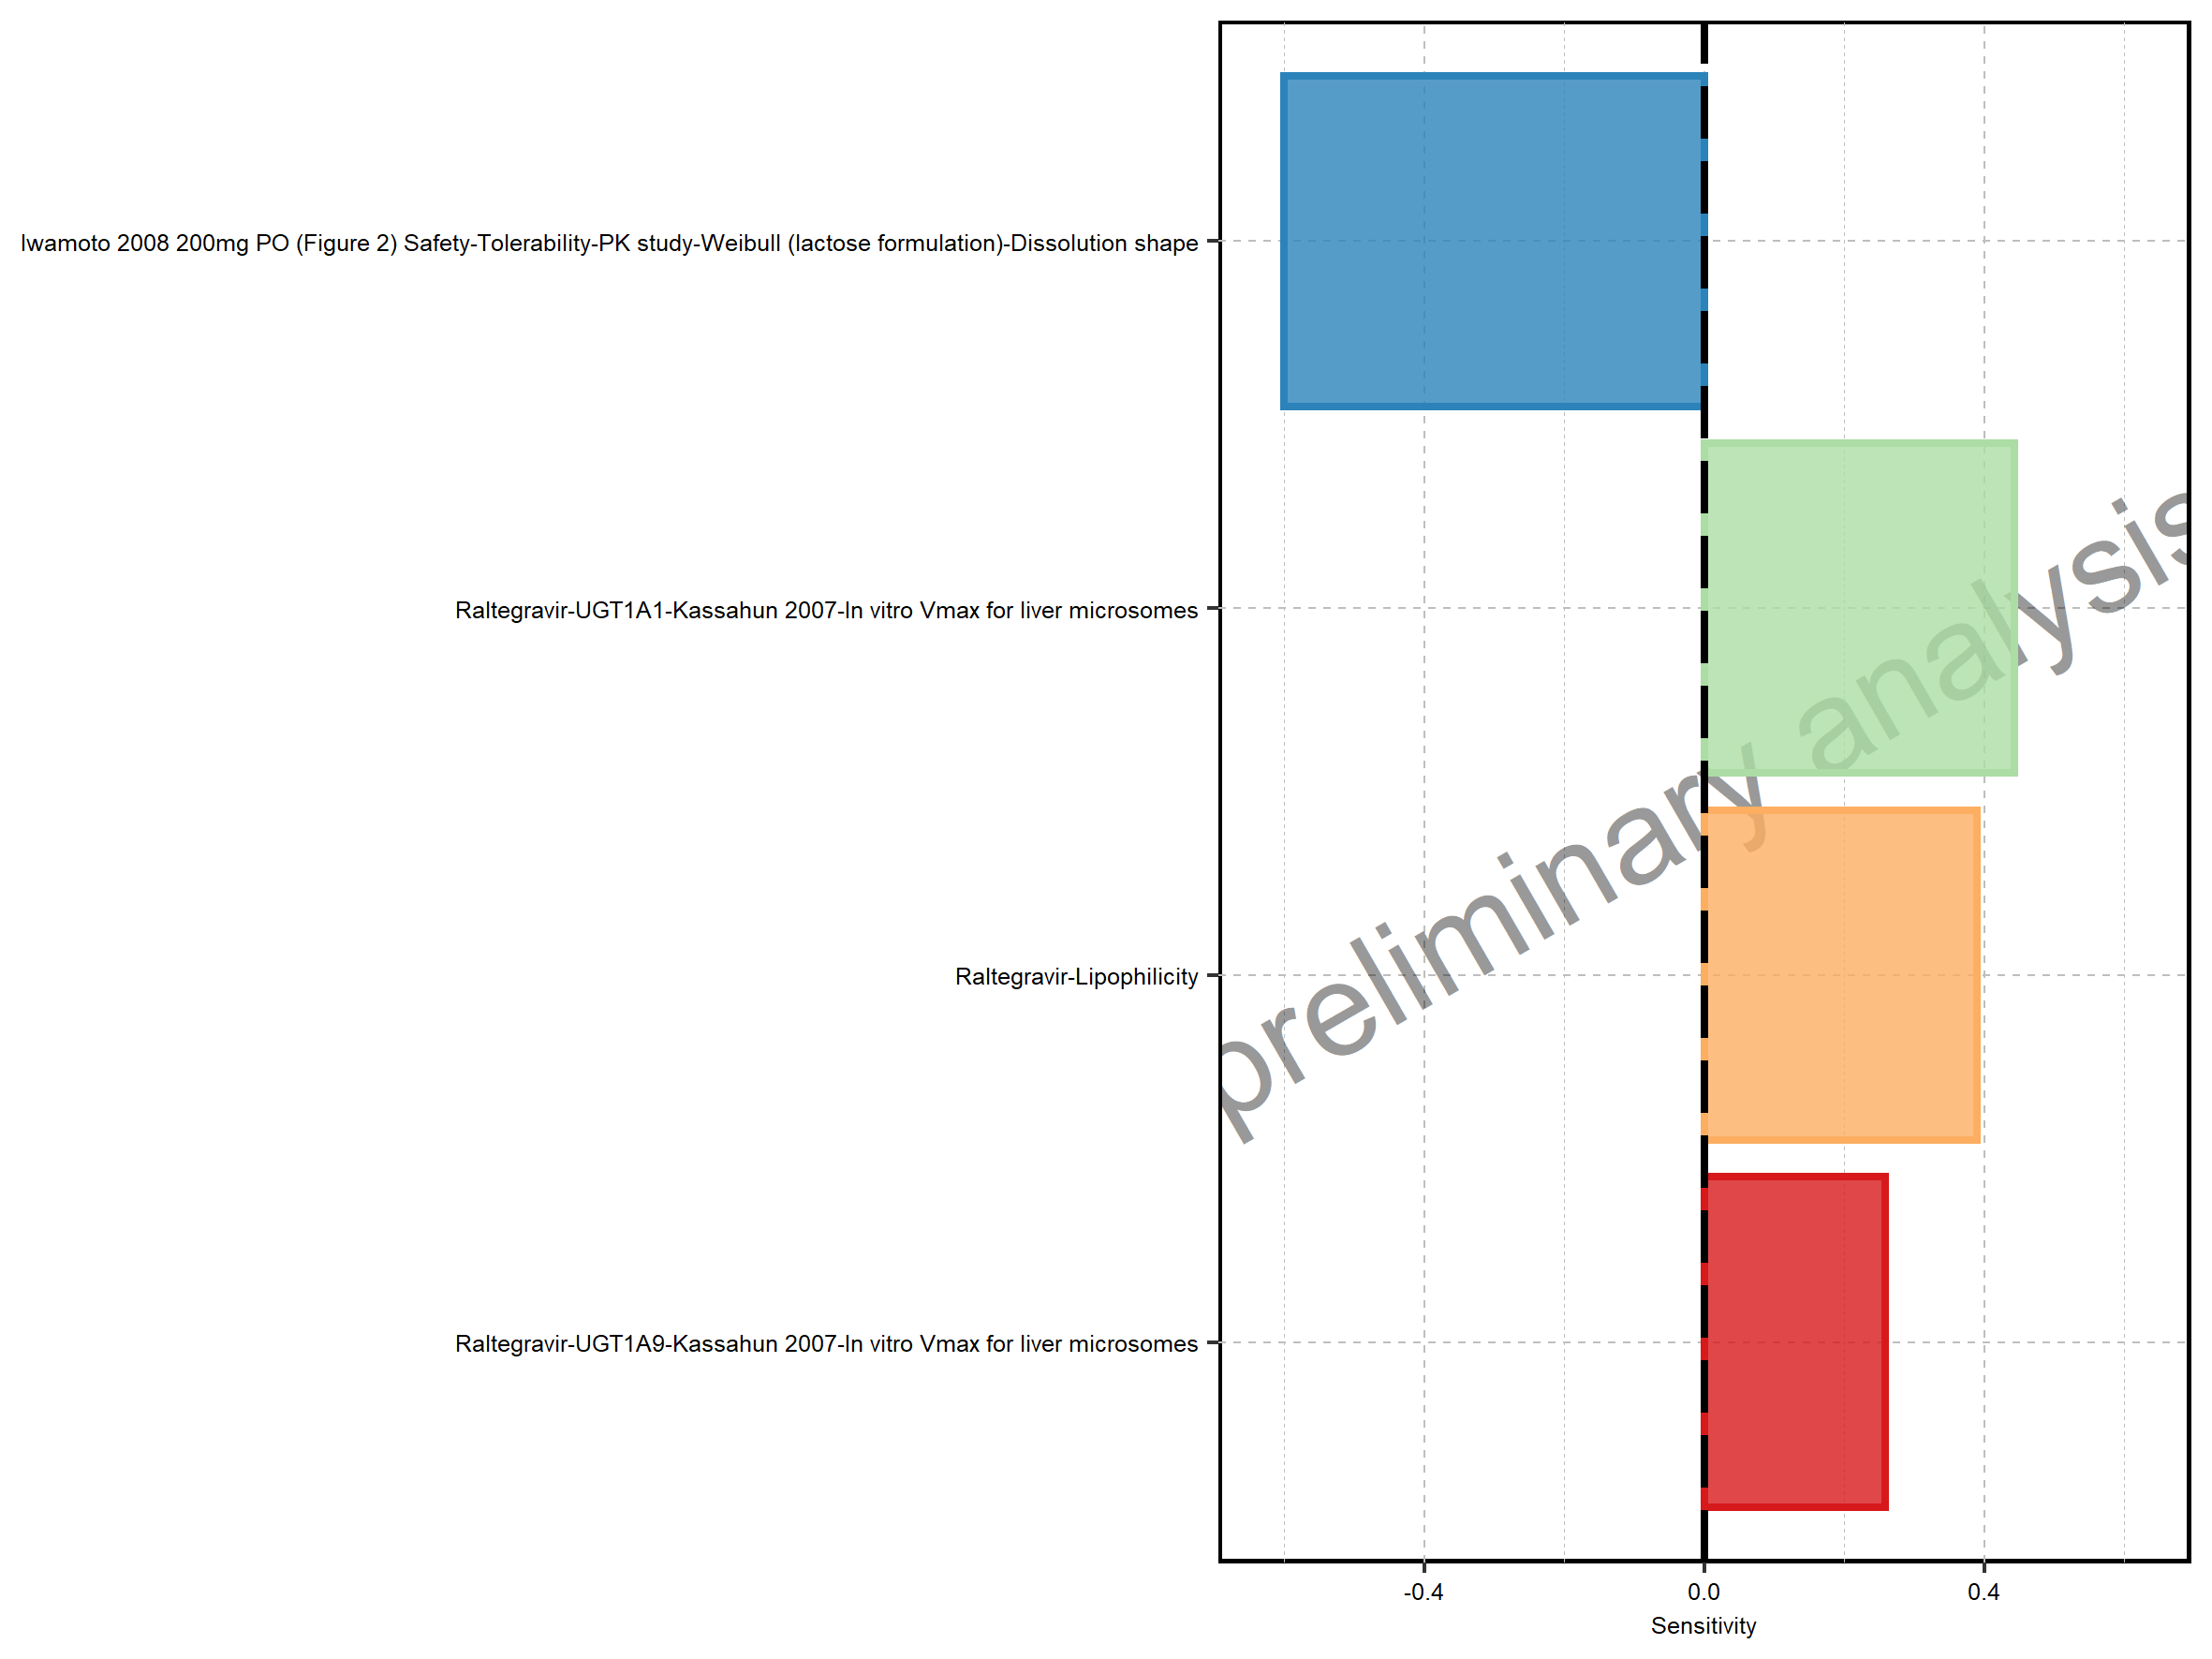 Iwamoto 2008 200mg PO (Figure 2) Safety-Tolerability-PK study-Weibull (lactose formulation)-Dissolution shape
Raltegravir-UGT1A1-Kassahun 2007-In vitro Vmax for liver microsomes
Raltegravir-Lipophilicity
Raltegravir-UGT1A9-Kassahun 2007-In vitro Vmax for liver microsomes
preliminary analysis
-0.4 0.0 0.4
Sensitivity